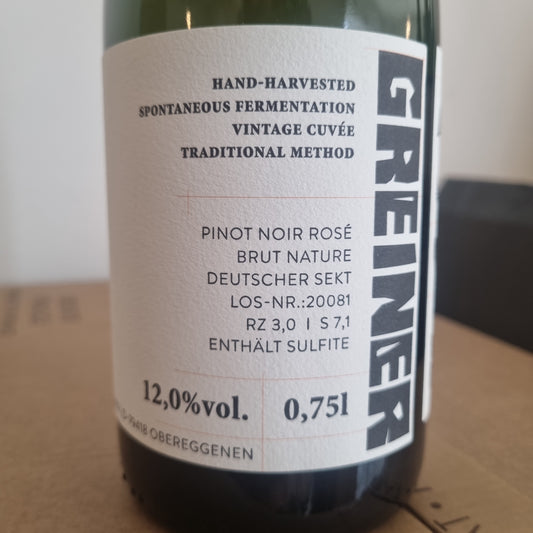 HAND-HARVESTED
SPONTANEOUS FERMENTATION
VINTAGE CUVÉE
TRADITIONAL METHOD
PINOT NOIR ROSÉ
BRUT NATURE
DEUTSCHER SEKT
LOS-NR.:20081
RZ 3,0 I S 7,1
ENTHÄLT SULFITE
12,0%vol. 0,75l
OBEREGGENEN
GREINER